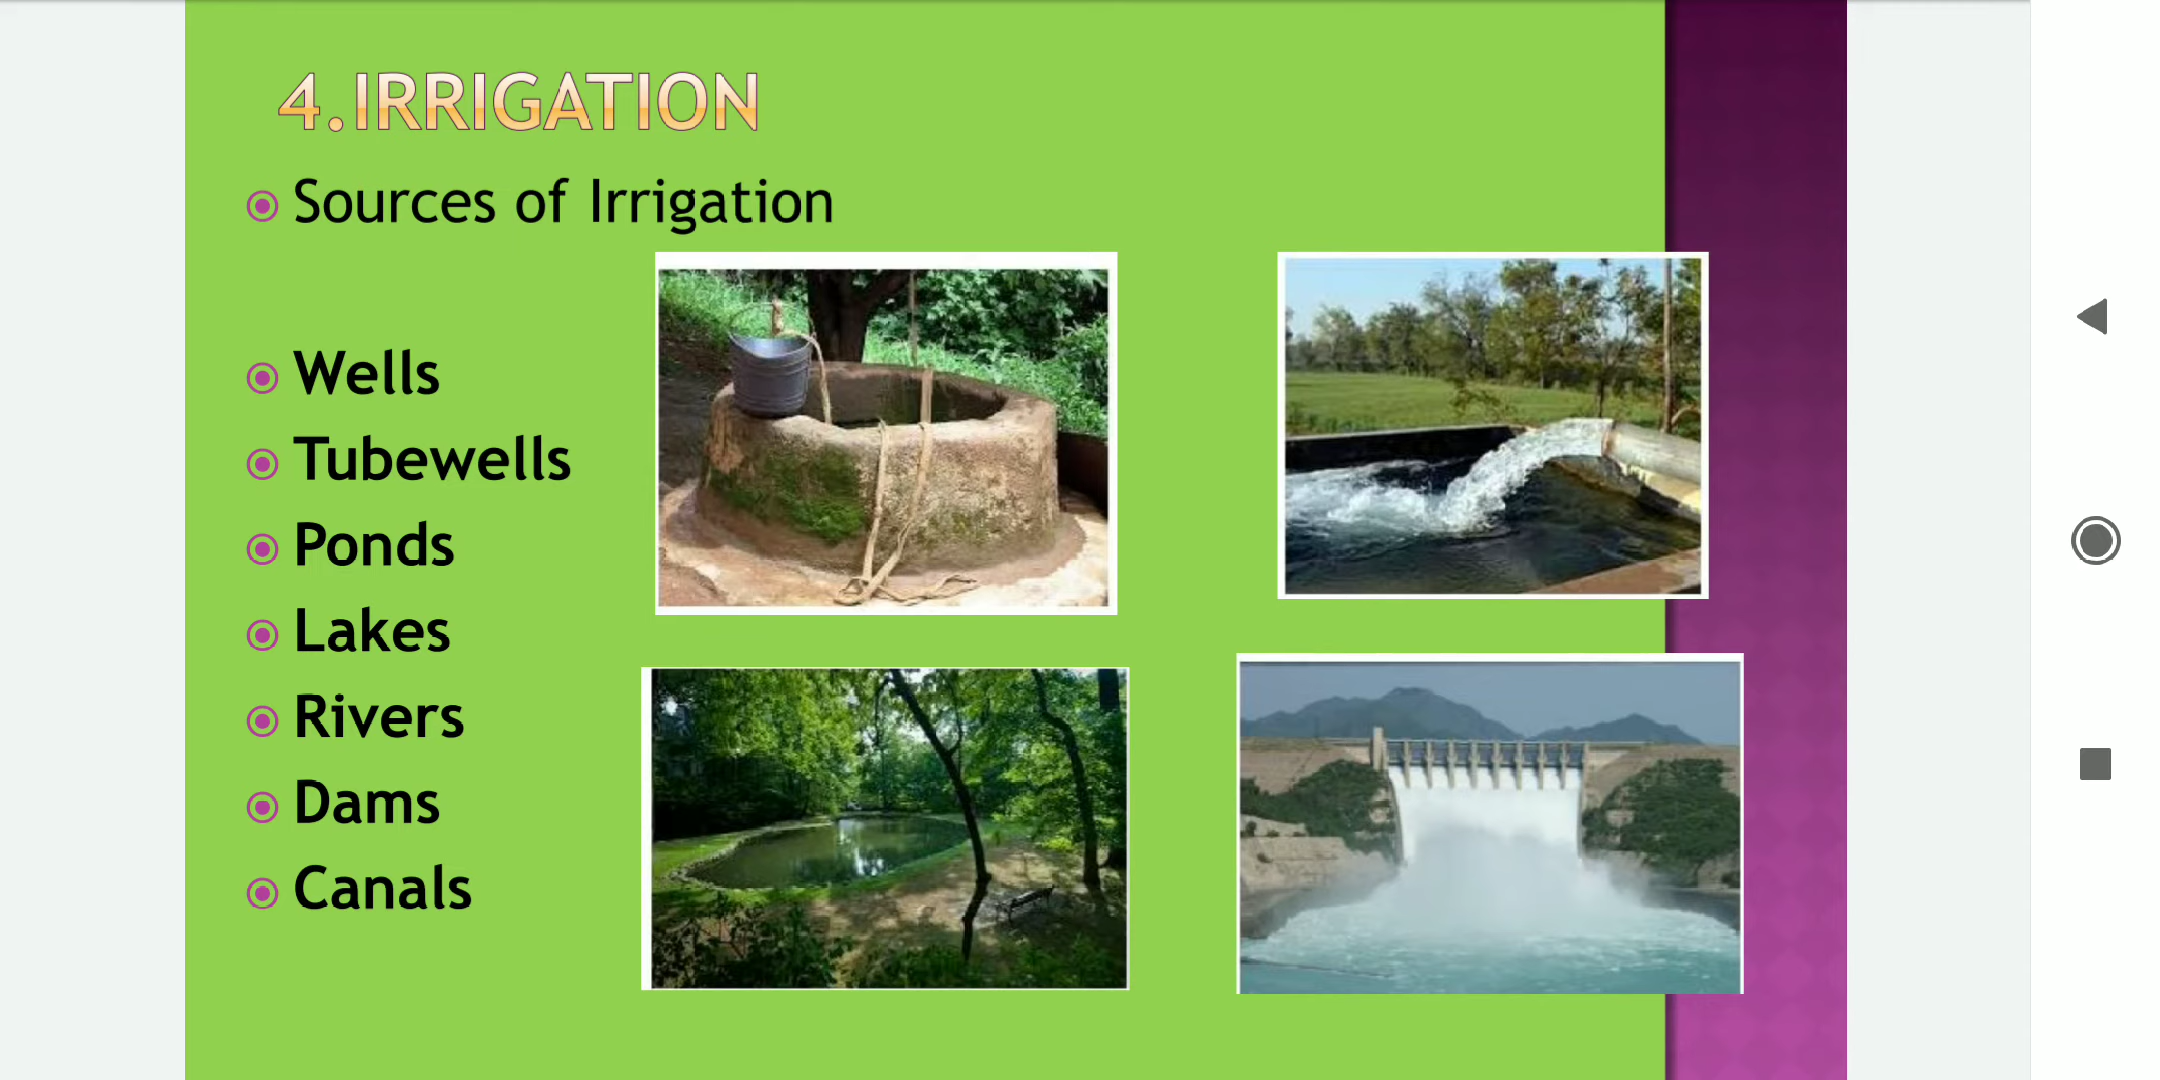 4.IRRIGATION
Sources of Irrigation
Wells
Tubewells
Ponds
Lakes
Rivers
Dams
Canals